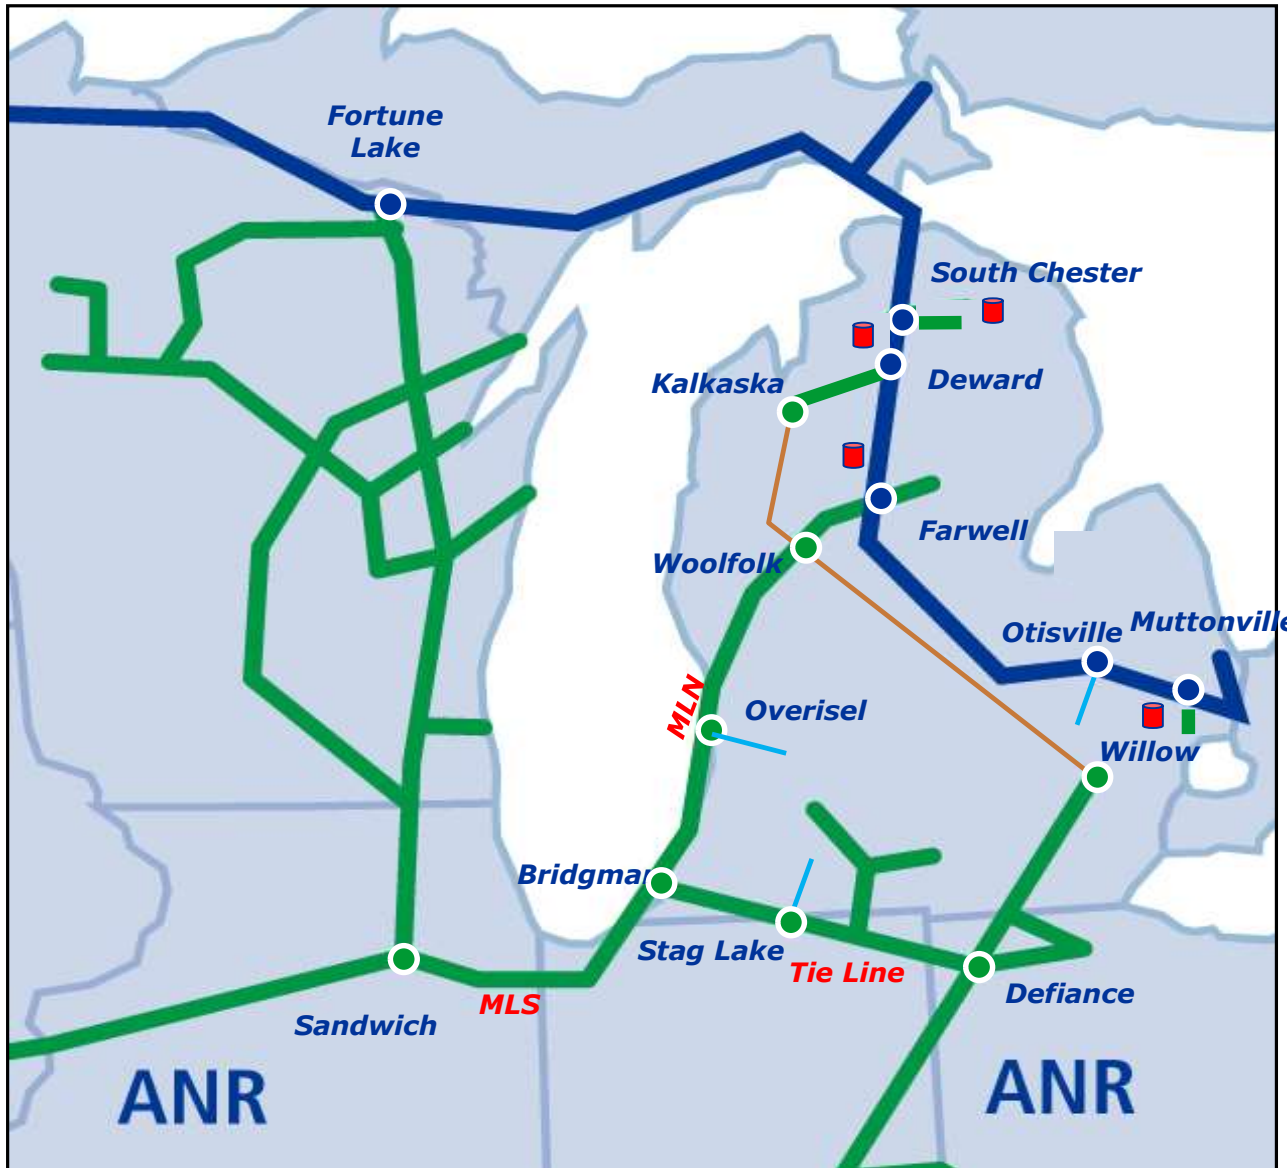 Fortune
Lake
South Chester
Kalkaska
Deward
Farwell
Woolfolk
Otisville
Muttonville
MLN
Overisel
Willow
Bridgman
Stag Lake
Tie Line
MLS
Defiance
Sandwich
ANR
ANR